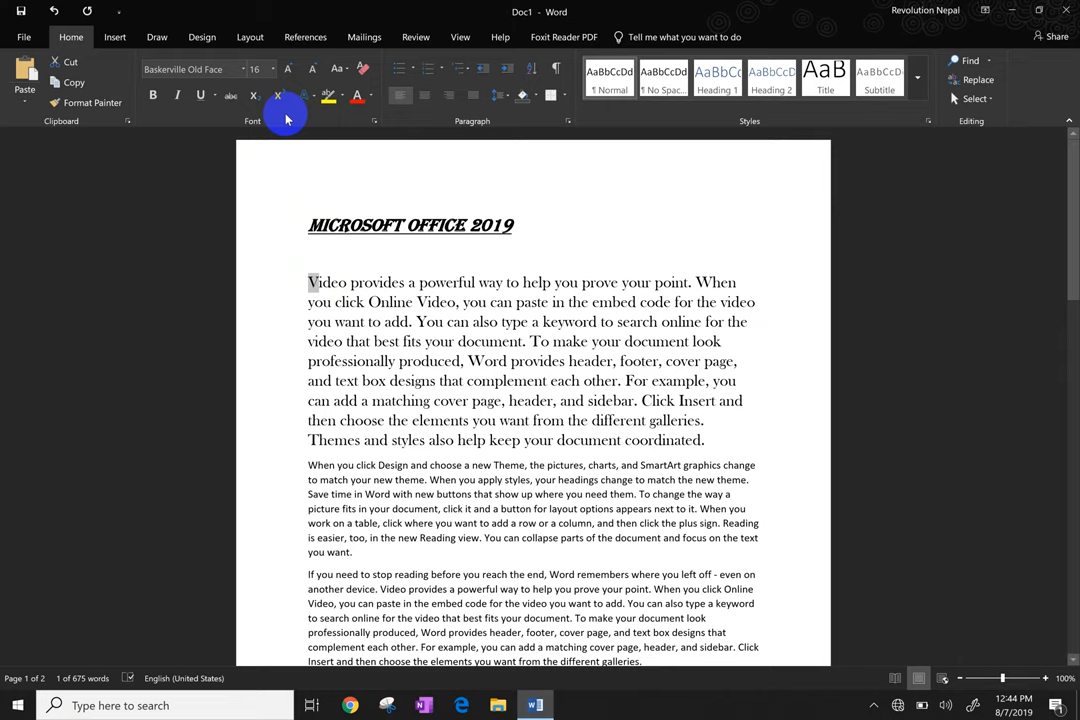 Doc1 - Word
Revolution Nepal
File Home Insert Draw Design Layout References Mailings Review View Help Foxit Reader PDF Tell me what you want to do Share
Paste
Cut
Copy
Format Painter
Clipboard
Baskerville Old Face 16
Font
Paragraph
AaBbCcDd ¶ Normal
AaBbCcDd ¶ No Spac...
AaBbCc Heading 1
AaBbCcD Heading 2
AaB Title
AaBbCcD Subtitle
Styles
Find
Replace
Select
Editing
MICROSOFT OFFICE 2019
Video provides a powerful way to help you prove your point. When
you click Online Video, you can paste in the embed code for the video
you want to add. You can also type a keyword to search online for the
video that best fits your document. To make your document look
professionally produced, Word provides header, footer, cover page,
and text box designs that complement each other. For example, you
can add a matching cover page, header, and sidebar. Click Insert and
then choose the elements you want from the different galleries.
Themes and styles also help keep your document coordinated.
When you click Design and choose a new Theme, the pictures, charts, and SmartArt graphics change
to match your new theme. When you apply styles, your headings change to match the new theme.
Save time in Word with new buttons that show up where you need them. To change the way a
picture fits in your document, click it and a button for layout options appears next to it. When you
work on a table, click where you want to add a row or a column, and then click the plus sign. Reading
is easier, too, in the new Reading view. You can collapse parts of the document and focus on the text
you want.
If you need to stop reading before you reach the end, Word remembers where you left off - even on
another device. Video provides a powerful way to help you prove your point. When you click Online
Video, you can paste in the embed code for the video you want to add. You can also type a keyword
to search online for the video that best fits your document. To make your document look
professionally produced, Word provides header, footer, cover page, and text box designs that
complement each other. For example, you can add a matching cover page, header, and sidebar. Click
Insert and then choose the elements you want from the different galleries.
Page 1 of 2 1 of 675 words English (United States) 100%
Type here to search
12:44 PM
8/7/2019